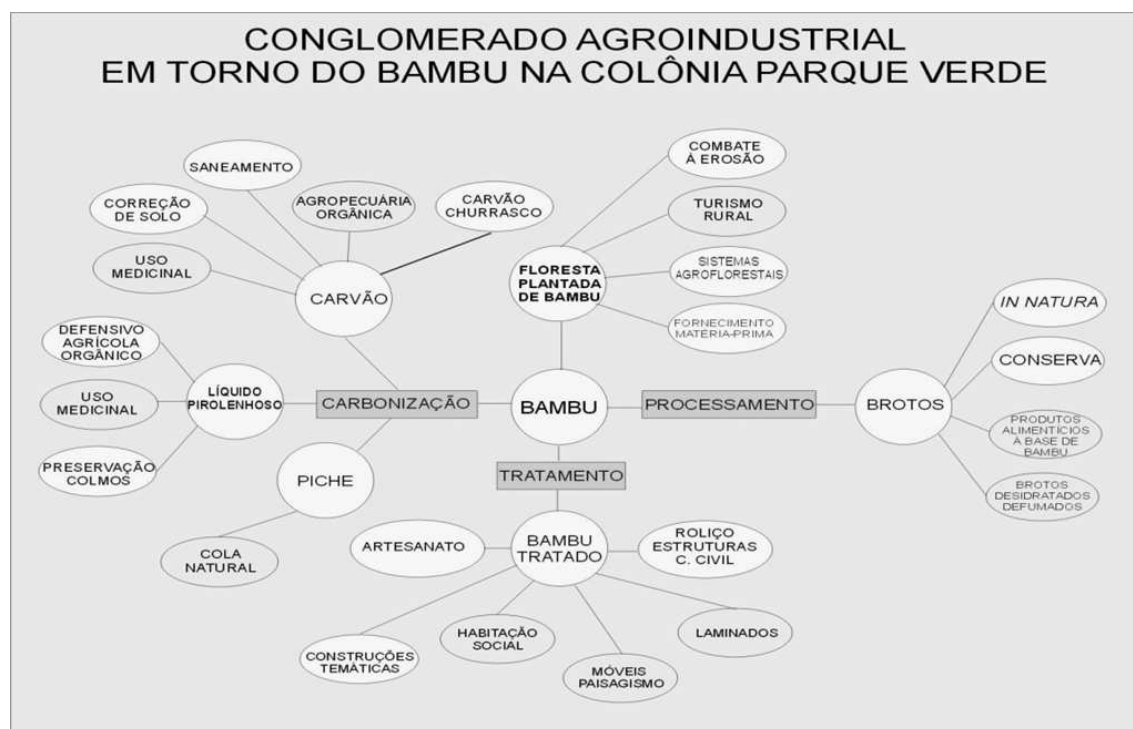 CONGLOMERADO AGROINDUSTRIAL
EM TORNO DO BAMBU NA COLÔNIA PARQUE VERDE
SANEAMENTO
CORREÇÃO
DE SOLO
AGROPECUÁRIA
ORGÂNICA
CARVÃO
CHURRASCO
USO
MEDICINAL
CARVÃO
COMBATE
À EROSÃO
TURISMO
RURAL
FLORESTA
PLANTADA
DE BAMBU
SISTEMAS
AGROFLORESTAIS
FORNECIMENTO
MATÉRIA-PRIMA
DEFENSIVO
AGRÍCOLA
ORGÂNICO
USO
MEDICINAL
PRESERVAÇÃO
COLMOS
LÍQUIDO
PIROLENHOSO
CARBONIZAÇÃO
BAMBU
PROCESSAMENTO
BROTOS
IN NATURA
CONSERVA
PRODUTOS
ALIMENTÍCIOS
À BASE DE
BAMBU
BROTOS
DESIDRATADOS
DEFUMADOS
PICHE
COLA
NATURAL
TRATAMENTO
BAMBU
TRATADO
ARTESANATO
ROLIÇO
ESTRUTURAS
C. CIVIL
CONSTRUÇÕES
TEMÁTICAS
HABITAÇÃO
SOCIAL
MÓVEIS
PAISAGISMO
LAMINADOS